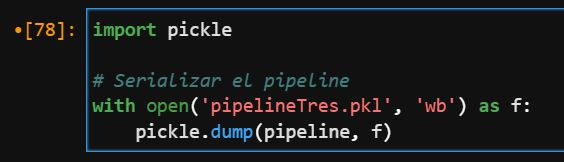 •[78]: import pickle
# Serializar el pipeline
with open('pipelineTres.pkl', 'wb') as f:
    pickle.dump(pipeline, f)